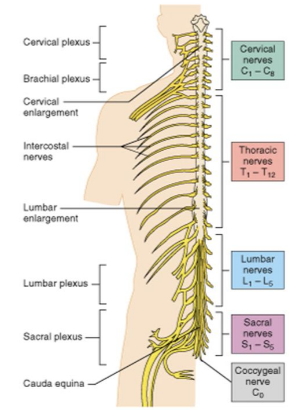 Cervical plexus
Brachial plexus
Cervical
enlargement
Intercostal
nerves
Lumbar
enlargement
Lumbar plexus
Sacral plexus
Cauda equina
Cervical
nerves
C₁ – C₈
Thoracic
nerves
T₁ – T₁₂
Lumbar
nerves
L₁ – L₅
Sacral
nerves
S₁ – S₅
Coccygeal
nerve
C₀